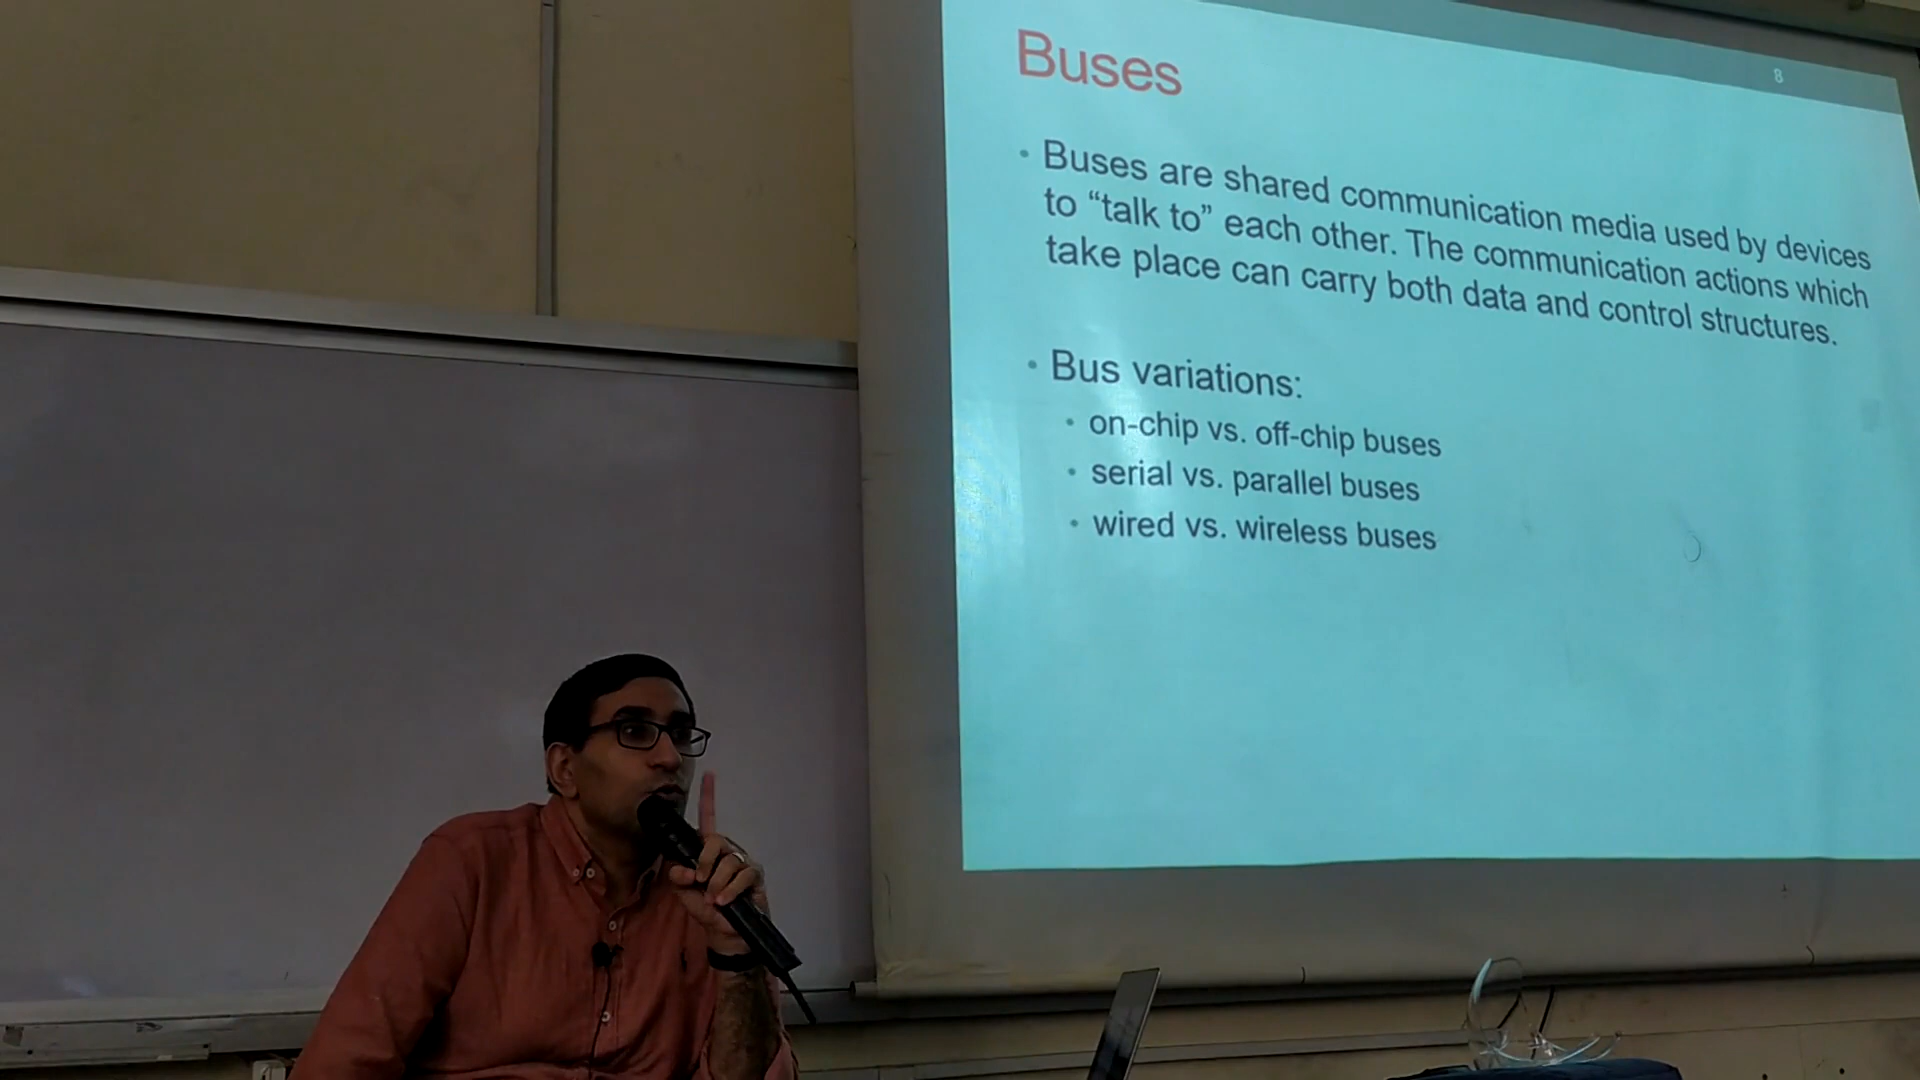 8
Buses
• Buses are shared communication media used by devices
to “talk to” each other. The communication actions which
take place can carry both data and control structures.
• Bus variations:
• on-chip vs. off-chip buses
• serial vs. parallel buses
• wired vs. wireless buses